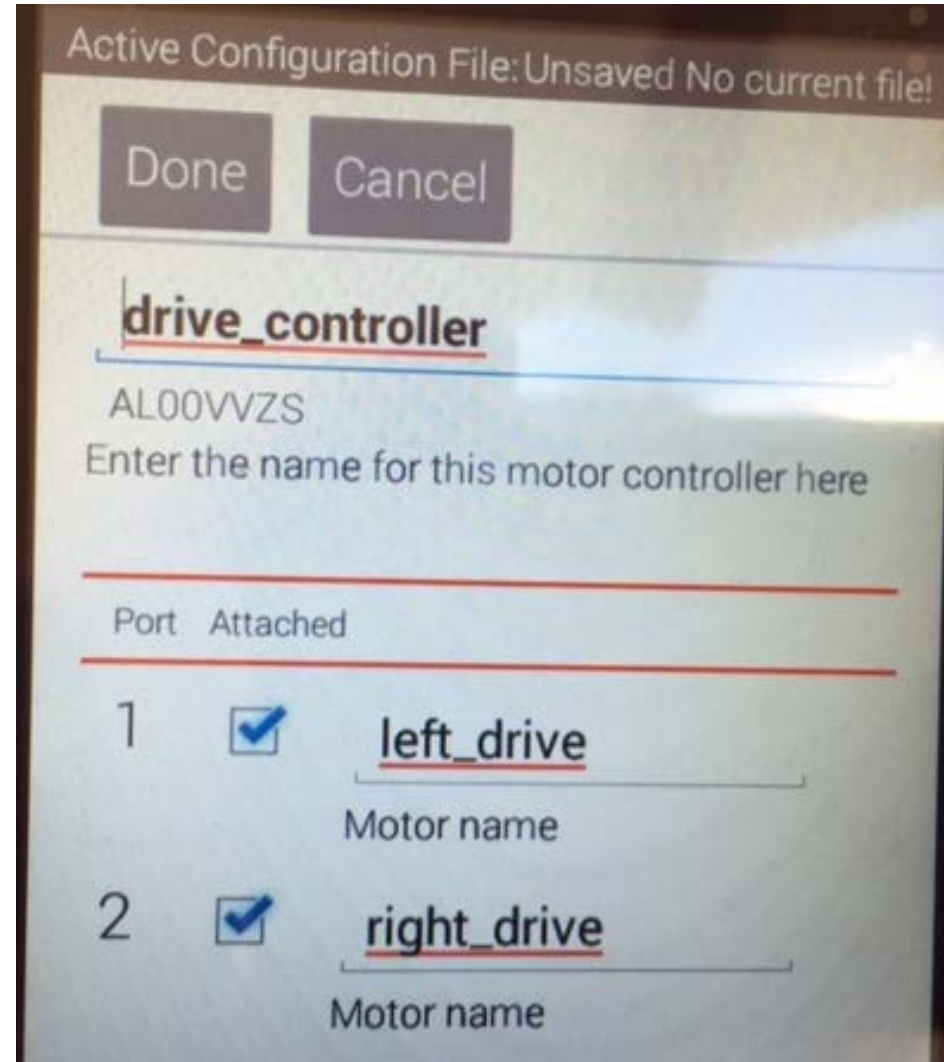 Active Configuration File:Unsaved No current file!
Done Cancel
drive_controller
AL00VVZS
Enter the name for this motor controller here
Port Attached
1 left_drive
Motor name
2 right_drive
Motor name